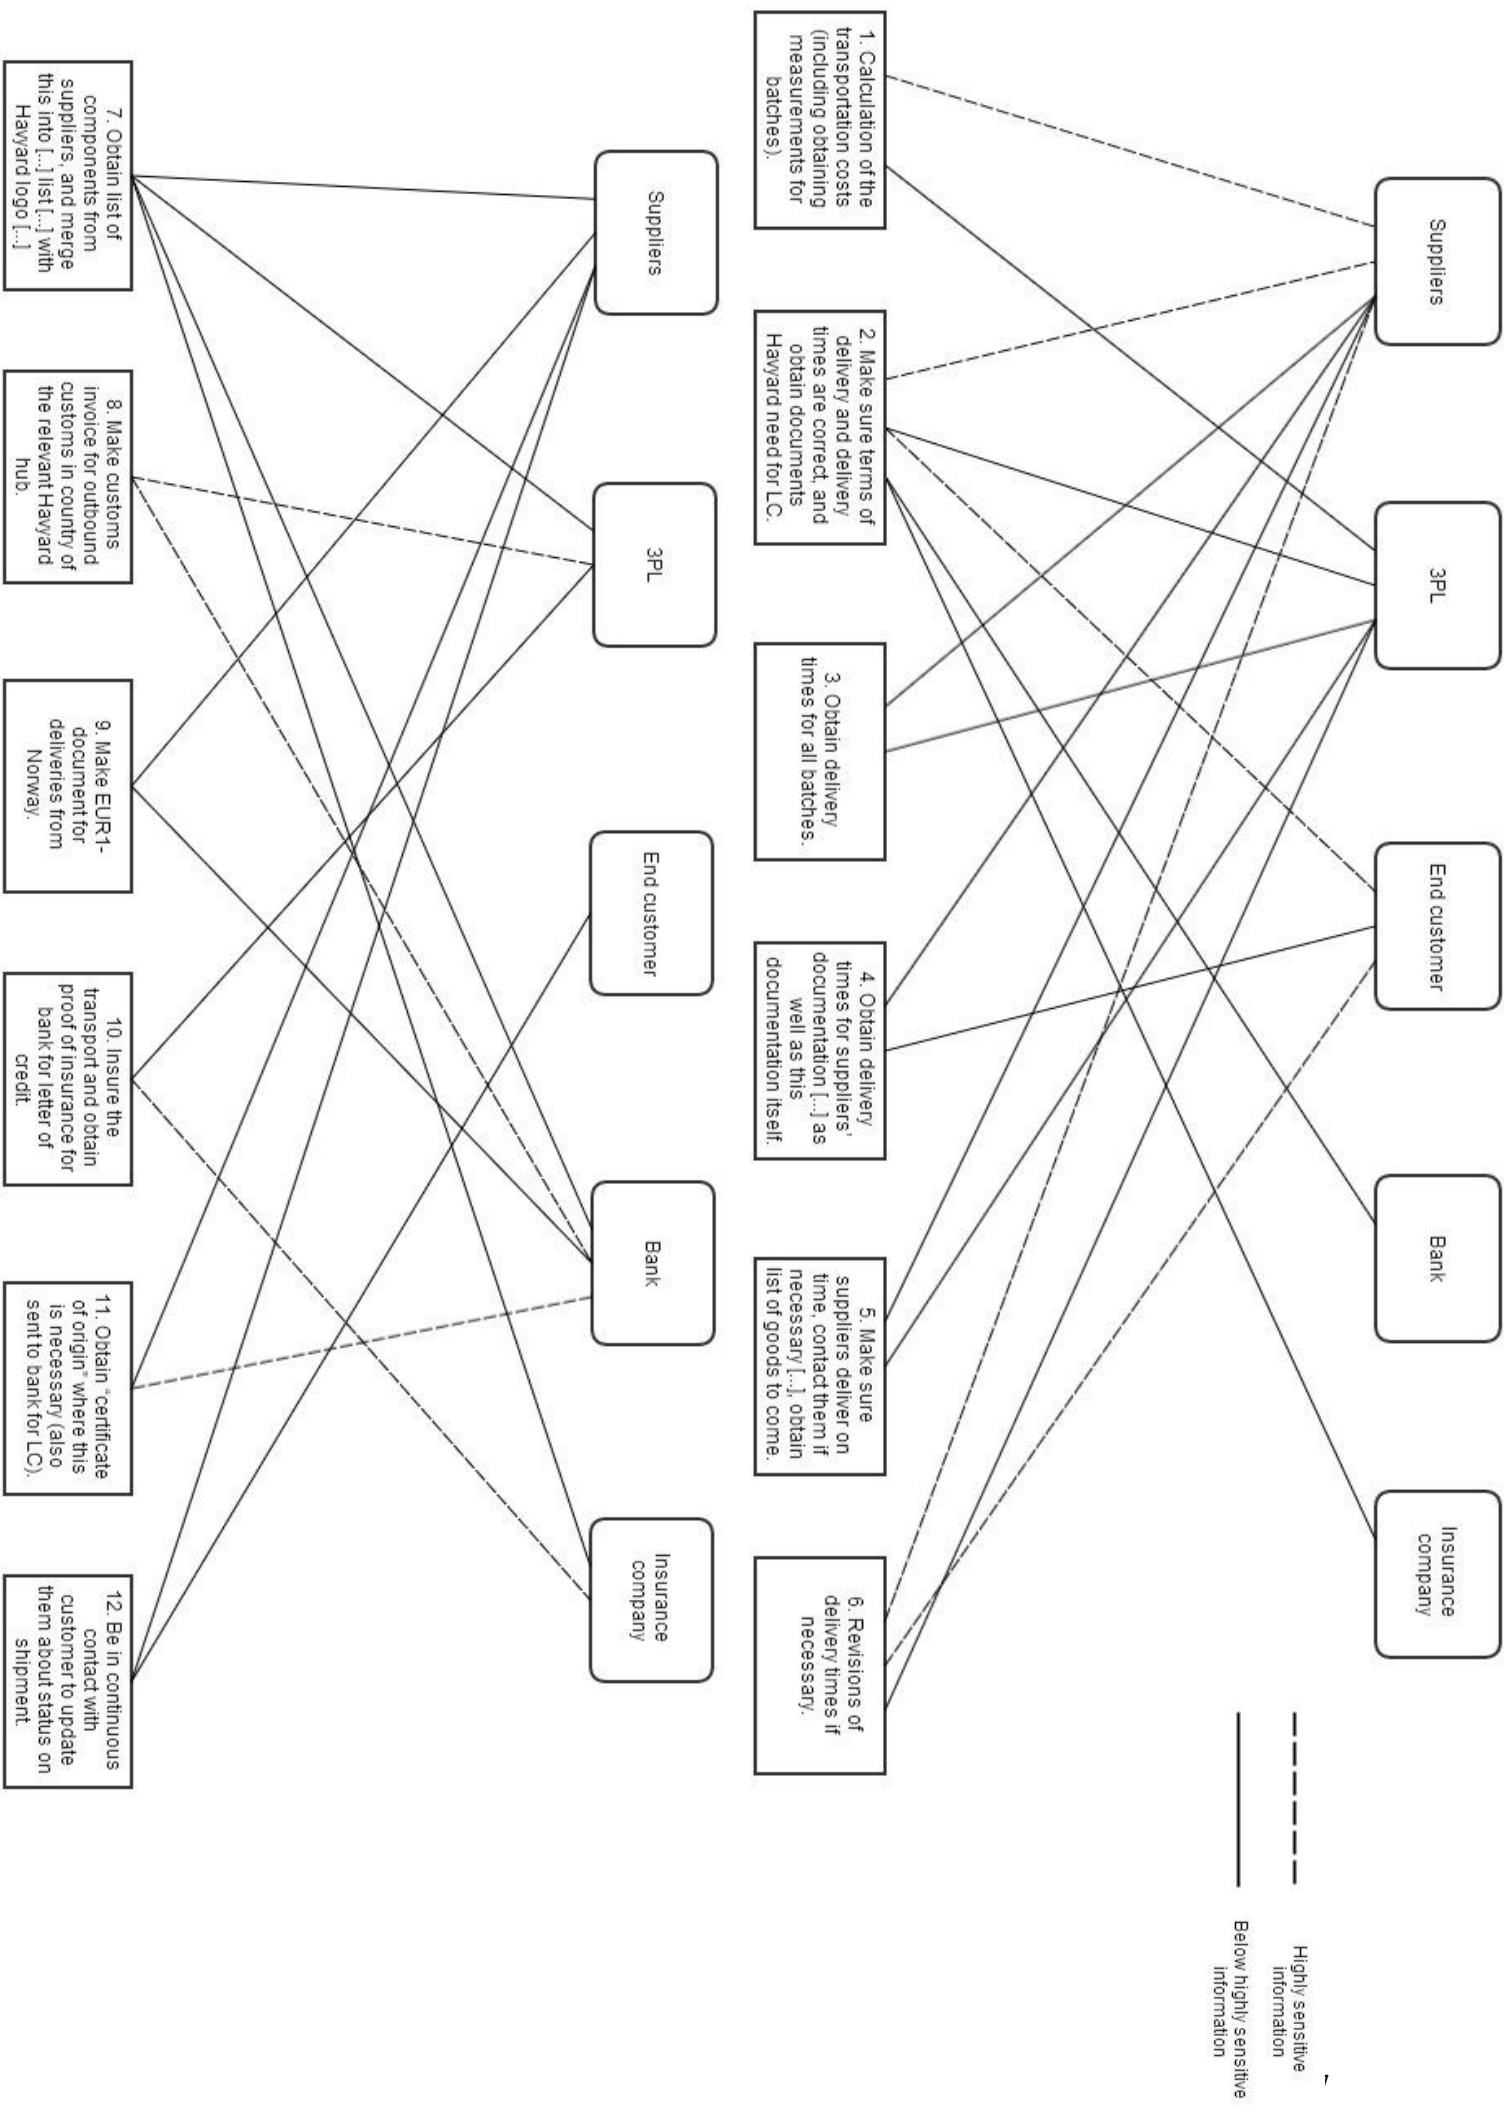 Suppliers
3PL
End customer
Bank
Insurance
company
Highly sensitive
information
Below highly sensitive
information
1. Calculation of the
transportation costs
(including obtaining
measurements for
batches).
2. Make sure terms of
delivery and delivery
times are correct, and
obtain documents
Havyard need for LC.
3. Obtain delivery
times for all batches.
4. Obtain delivery
times for suppliers'
documentation [...] as
well as this
documentation itself.
5. Make sure
suppliers deliver on
time, contact them if
necessary [...], obtain
list of goods to come.
6. Revisions of
delivery times if
necessary.
Suppliers
3PL
End customer
Bank
Insurance
company
7. Obtain list of
components from
suppliers, and merge
this into [...] list [...] with
Havyard logo [...]
8. Make customs
invoice for outbound
customs in country of
the relevant Havyard
hub.
9. Make EUR1-
document for
deliveries from
Norway.
10. Insure the
transport and obtain
proof of insurance for
bank for letter of
credit.
11. Obtain “certificate
of origin” where this
is necessary (also
sent to bank for LC).
12. Be in continuous
contact with
customer to update
them about status on
shipment.